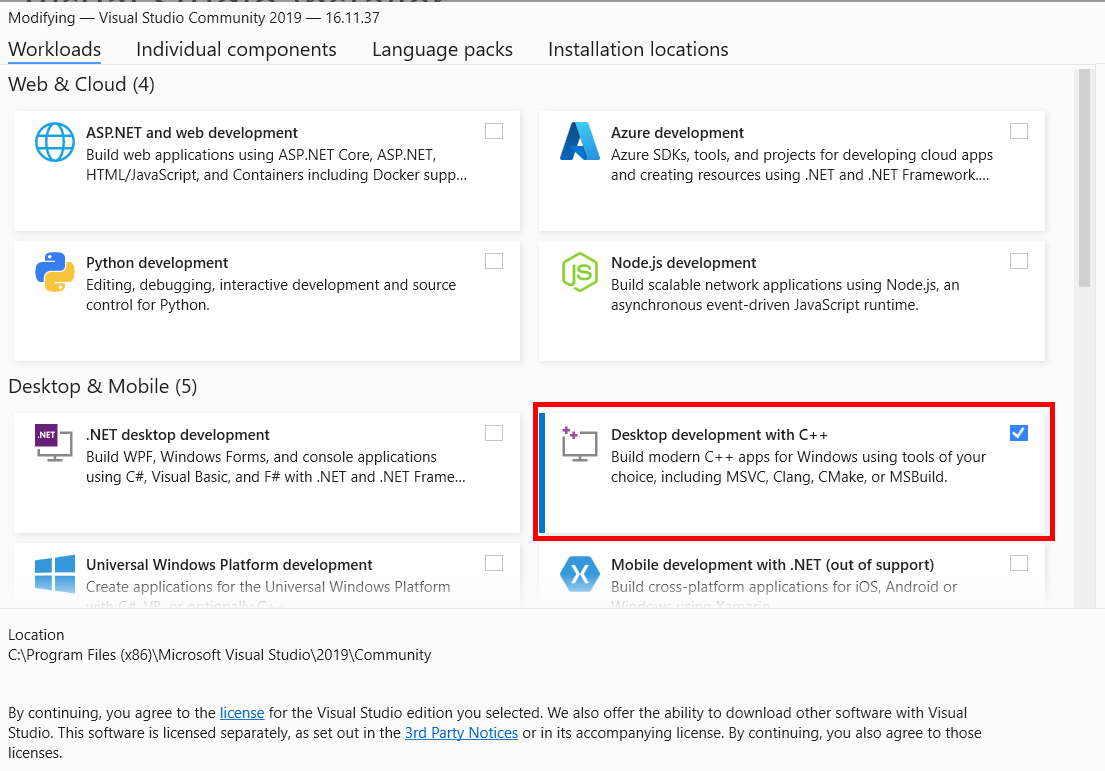 Modifying — Visual Studio Community 2019 — 16.11.37
Workloads Individual components Language packs Installation locations
Web & Cloud (4)
ASP.NET and web development
Build web applications using ASP.NET Core, ASP.NET,
HTML/JavaScript, and Containers including Docker supp...
Azure development
Azure SDKs, tools, and projects for developing cloud apps
and creating resources using .NET and .NET Framework....
Python development
Editing, debugging, interactive development and source
control for Python.
JS
Node.js development
Build scalable network applications using Node.js, an
asynchronous event-driven JavaScript runtime.
Desktop & Mobile (5)
.NET
.NET desktop development
Build WPF, Windows Forms, and console applications
using C#, Visual Basic, and F# with .NET and .NET Frame...
Desktop development with C++
Build modern C++ apps for Windows using tools of your
choice, including MSVC, Clang, CMake, or MSBuild.
Universal Windows Platform development
Create applications for the Universal Windows Platform
with C#, VB, or optionally C++.
Mobile development with .NET (out of support)
Build cross-platform applications for iOS, Android or
Windows using Xamarin.
Location
C:\Program Files (x86)\Microsoft Visual Studio\2019\Community
By continuing, you agree to the license for the Visual Studio edition you selected. We also offer the ability to download other software with Visual
Studio. This software is licensed separately, as set out in the 3rd Party Notices or in its accompanying license. By continuing, you also agree to those
licenses.